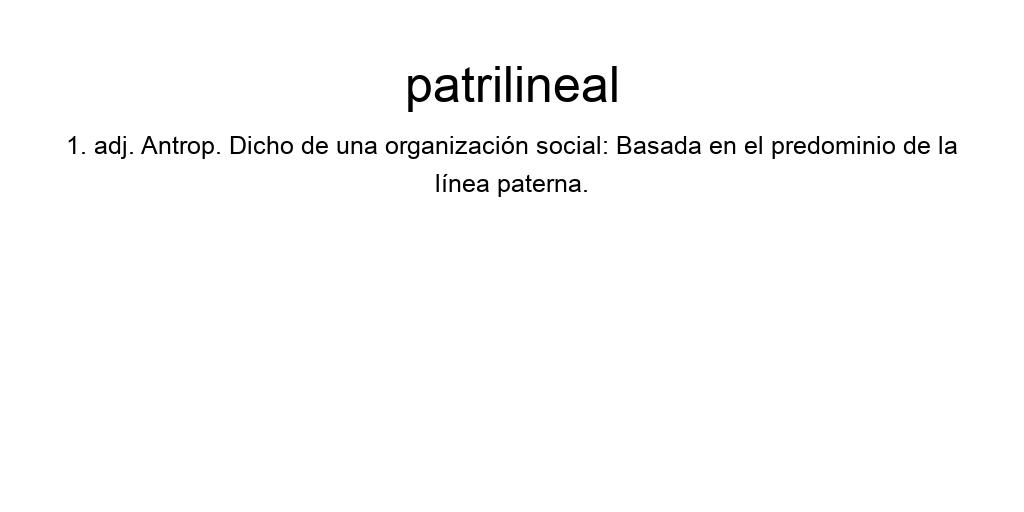 patrilineal
1. adj. Antrop. Dicho de una organización social: Basada en el predominio de la
línea paterna.